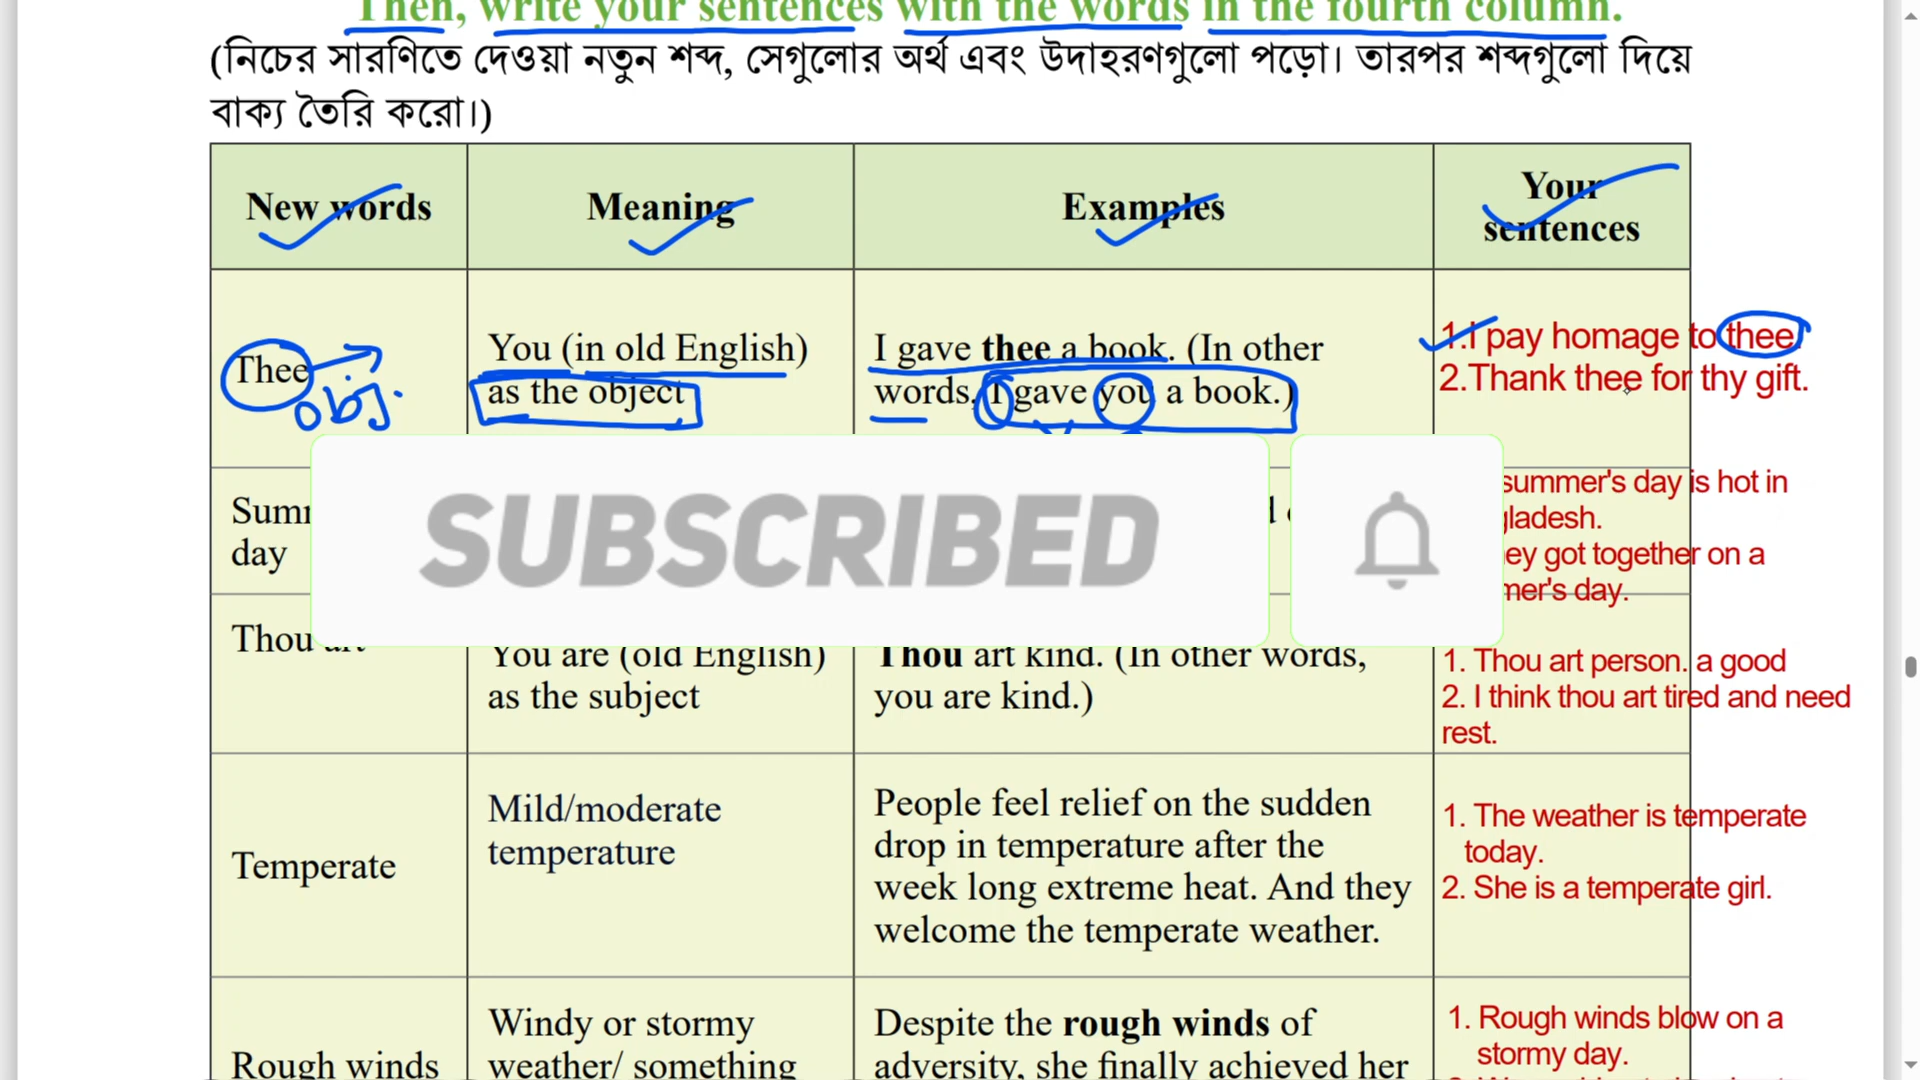 Then, write your sentences with the words in the fourth column.
(নিচের সারণিতে দেওয়া নতুন শব্দ, সেগুলোর অর্থ এবং উদাহরণগুলো পড়ো। তারপর শব্দগুলো দিয়ে
বাক্য তৈরি করো।)
New words
Meaning
Examples
Your
sentences
Thee
obj.
You (in old English)
as the object
I gave thee a book. (In other
words, I gave you a book.)
1.I pay homage to thee.
2.Thank thee for thy gift.
day
summer's day is hot in
They got together on a
SUBSCRIBED
Thou art
You are (old English)
as the subject
Thou art kind. (In other words,
you are kind.)
1. Thou art person. a good
2. I think thou art tired and need
rest.
Temperate
Mild/moderate
temperature
People feel relief on the sudden
drop in temperature after the
week long extreme heat. And they
welcome the temperate weather.
1. The weather is temperate
today.
2. She is a temperate girl.
Rough winds
Windy or stormy
weather/ something
Despite the rough winds of
adversity, she finally achieved her
1. Rough winds blow on a
stormy day.